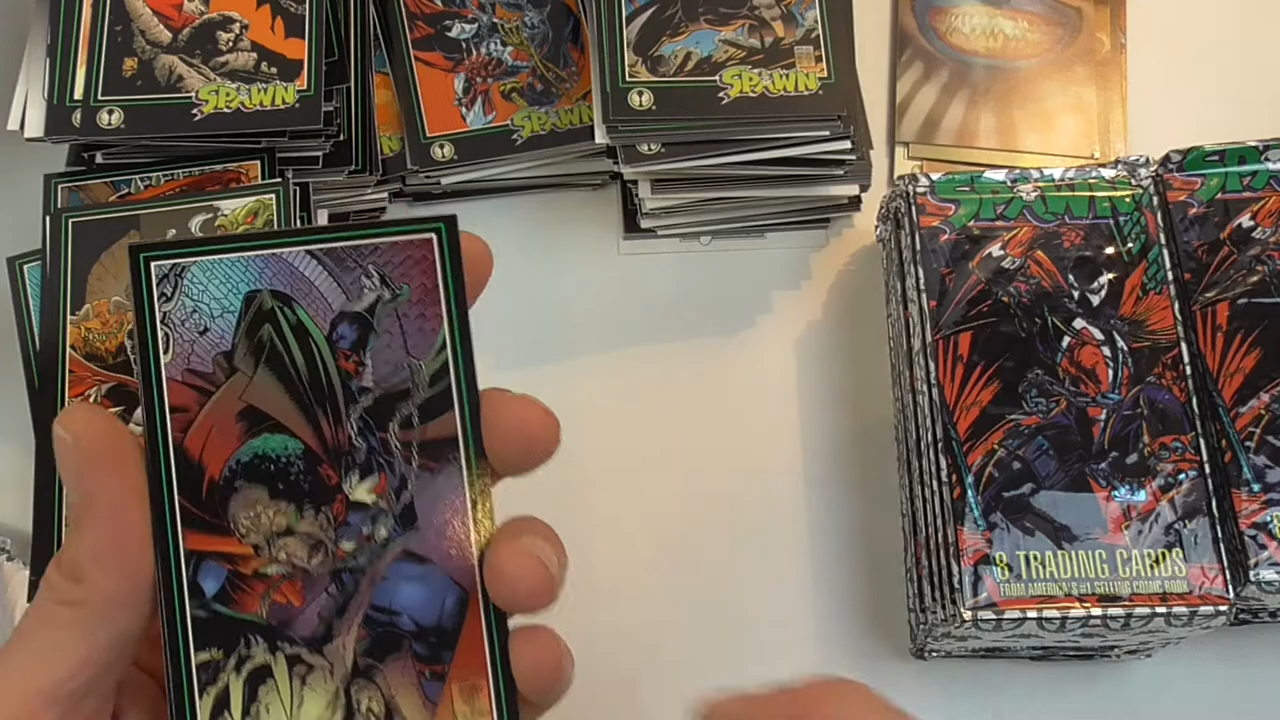 SPAWN
SPAWN
SPAWN
SPAWN
8 TRADING CARDS
FROM AMERICA'S #1 SELLING COMIC BOOK